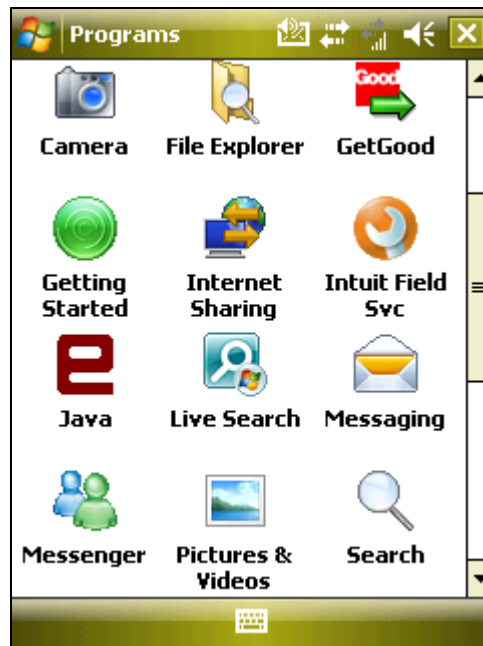 Programs
Good
Camera File Explorer GetGood
Getting Internet Intuit Field
Started Sharing Svc
Java Live Search Messaging
Messenger Pictures & Search
Videos